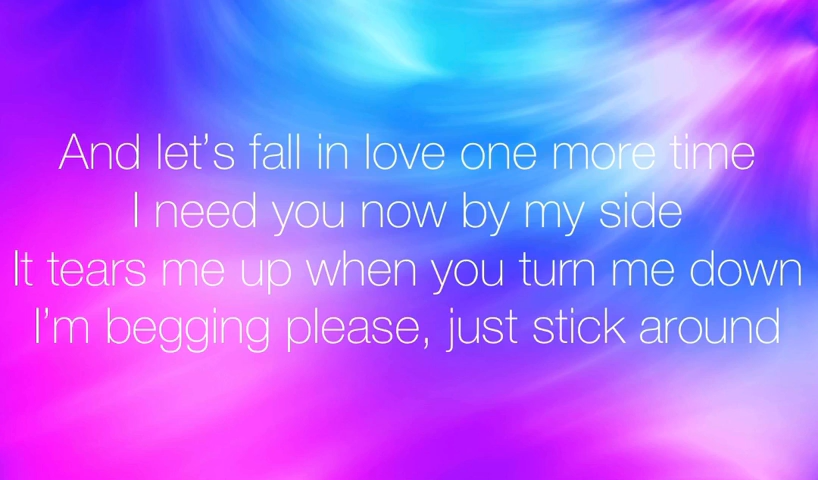 And let’s fall in love one more time
I need you now by my side
It tears me up when you turn me down
I’m begging please, just stick around